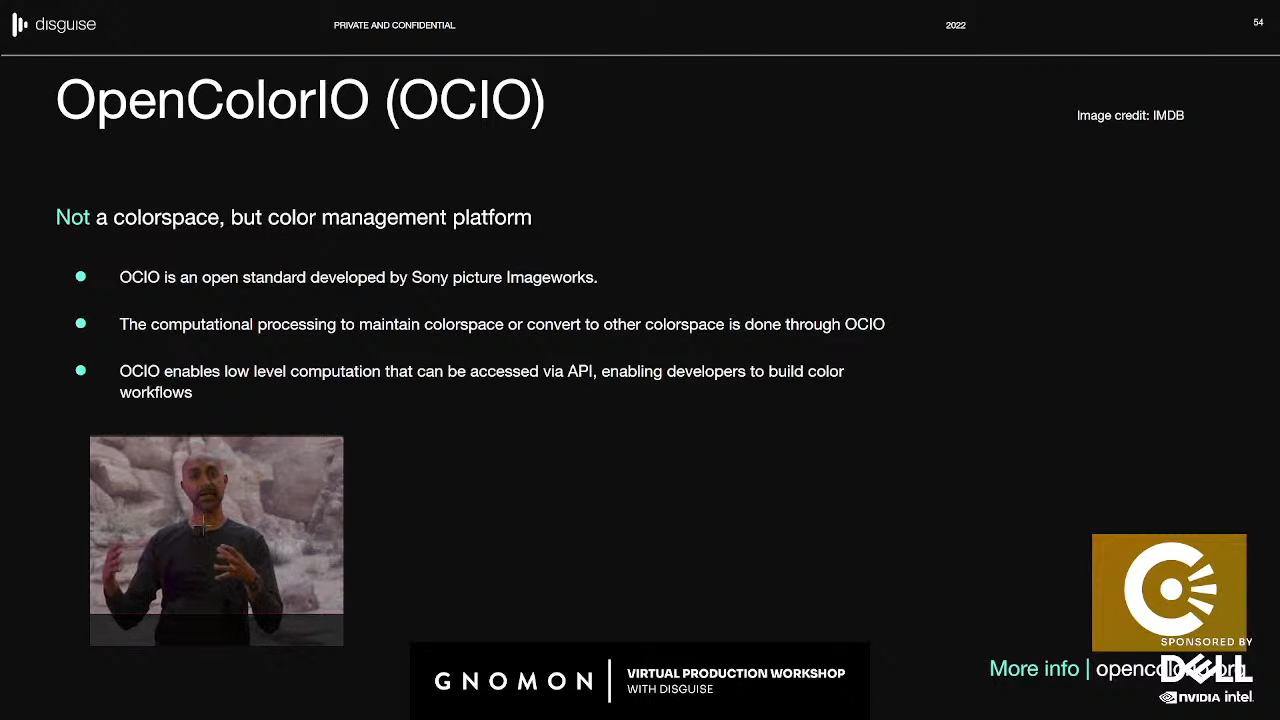 disguise
PRIVATE AND CONFIDENTIAL
2022
54
OpenColorIO (OCIO)
Image credit: IMDB
Not a colorspace, but color management platform
OCIO is an open standard developed by Sony picture Imageworks.
The computational processing to maintain colorspace or convert to other colorspace is done through OCIO
OCIO enables low level computation that can be accessed via API, enabling developers to build color
workflows
SPONSORED BY
More info |
DELL
NVIDIA intel.
GNOMON
VIRTUAL PRODUCTION WORKSHOP
WITH DISGUISE